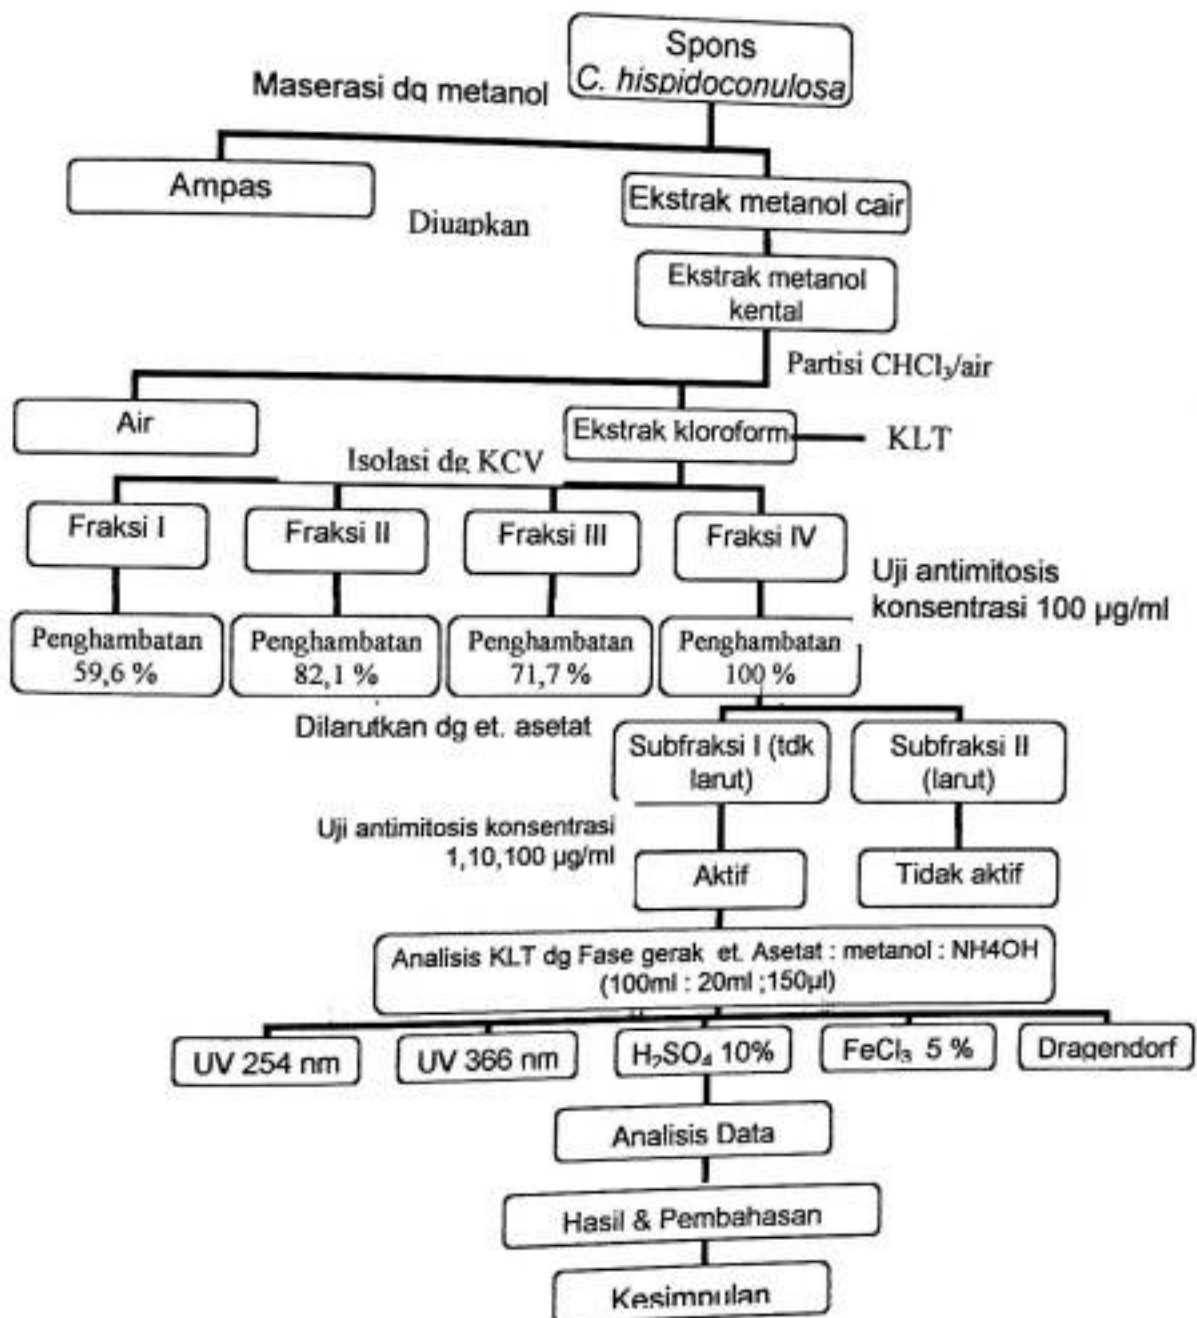 Spons
C. hispidoconulosa
Maserasi dg metanol
Ampas
Ekstrak metanol cair
Diuapkan
Ekstrak metanol
kental
Partisi CHCl₃/air
Air
Ekstrak kloroform
KLT
Isolasi dg KCV
Fraksi I
Fraksi II
Fraksi III
Fraksi IV
Uji antimitosis
konsentrasi 100 µg/ml
Penghambatan
59,6 %
Penghambatan
82,1 %
Penghambatan
71,7 %
Penghambatan
100 %
Dilarutkan dg et. asetat
Subfraksi I (tdk
larut)
Subfraksi II
(larut)
Uji antimitosis konsentrasi
1,10,100 µg/ml
Aktif
Tidak aktif
Analisis KLT dg Fase gerak et. Asetat : metanol : NH4OH
(100ml : 20ml ;150µl)
UV 254 nm
UV 366 nm
H₂SO₄ 10%
FeCl₃ 5 %
Dragendorf
Analisis Data
Hasil & Pembahasan
Kesimpulan